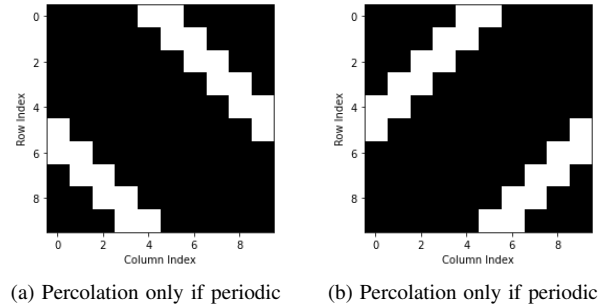 0
2
4
6
8
Row Index
0 2 4 6 8
Column Index
0
2
4
6
8
Row Index
0 2 4 6 8
Column Index
(a) Percolation only if periodic
(b) Percolation only if periodic